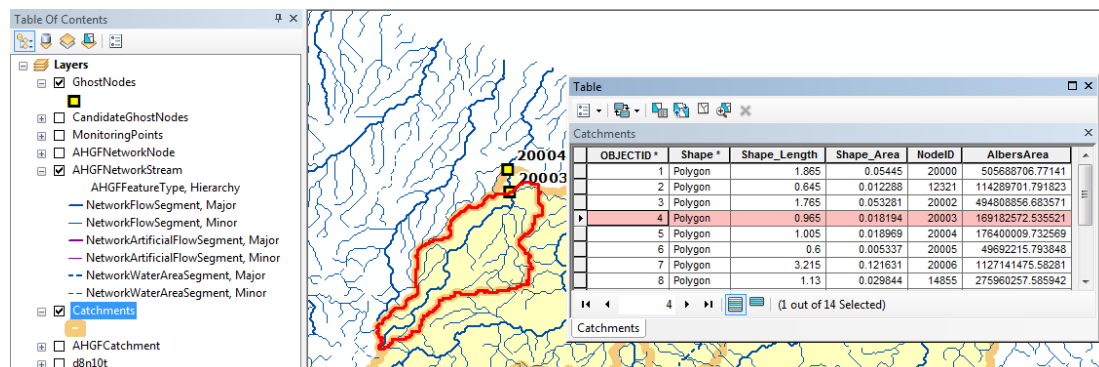 Table Of Contents
Layers
GhostNodes
CandidateGhostNodes
MonitoringPoints
AHGFNetworkNode
AHGFNetworkStream
AHGFFeatureType, Hierarchy
NetworkFlowSegment, Major
NetworkFlowSegment, Minor
NetworkArtificialFlowSegment, Major
NetworkArtificialFlowSegment, Minor
NetworkWaterAreaSegment, Major
NetworkWaterAreaSegment, Minor
Catchments
AHGFCatchment
d8n10t
20004
20003
Table
Catchments
OBJECTID * Shape * Shape_Length Shape_Area NodeID AlbersArea
1 Polygon 1.865 0.05445 20000 505688706.77141
2 Polygon 0.645 0.012288 12321 114289701.791823
3 Polygon 1.765 0.053281 20002 494808856.683571
4 Polygon 0.965 0.018194 20003 169182572.535521
5 Polygon 1.005 0.018969 20004 176400009.732569
6 Polygon 0.6 0.005337 20005 49692215.793848
7 Polygon 3.215 0.121631 20006 1127141475.58281
8 Polygon 1.13 0.029844 14855 275960257.585942
4 (1 out of 14 Selected)
Catchments